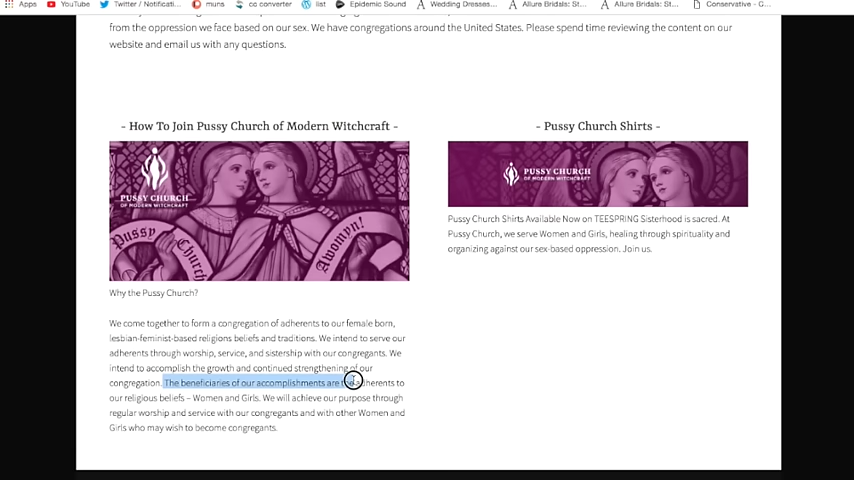 Apps YouTube Twitter / Notificati... muns cc converter list Epidemic Sound Wedding Dresses... Allure Bridals: St... Allure Bridals: St... Conservative - G...
from the oppression we face based on our sex. We have congregations around the United States. Please spend time reviewing the content on our
website and email us with any questions.
- How To Join Pussy Church of Modern Witchcraft -
PUSSY CHURCH
OF MODERN WITCHCRAFT
Pussy Church
Awomyn!
Why the Pussy Church?
We come together to form a congregation of adherents to our female born,
lesbian-feminist-based religions beliefs and traditions. We intend to serve our
adherents through worship, service, and sistership with our congregants. We
intend to accomplish the growth and continued strengthening of our
congregation. The beneficiaries of our accomplishments are the adherents to
our religious beliefs – Women and Girls. We will achieve our purpose through
regular worship and service with our congregants and with other Women and
Girls who may wish to become congregants.
- Pussy Church Shirts -
PUSSY CHURCH
OF MODERN WITCHCRAFT
Pussy Church Shirts Available Now on TEESPRING Sisterhood is sacred. At
Pussy Church, we serve Women and Girls, healing through spirituality and
organizing against our sex-based oppression. Join us.